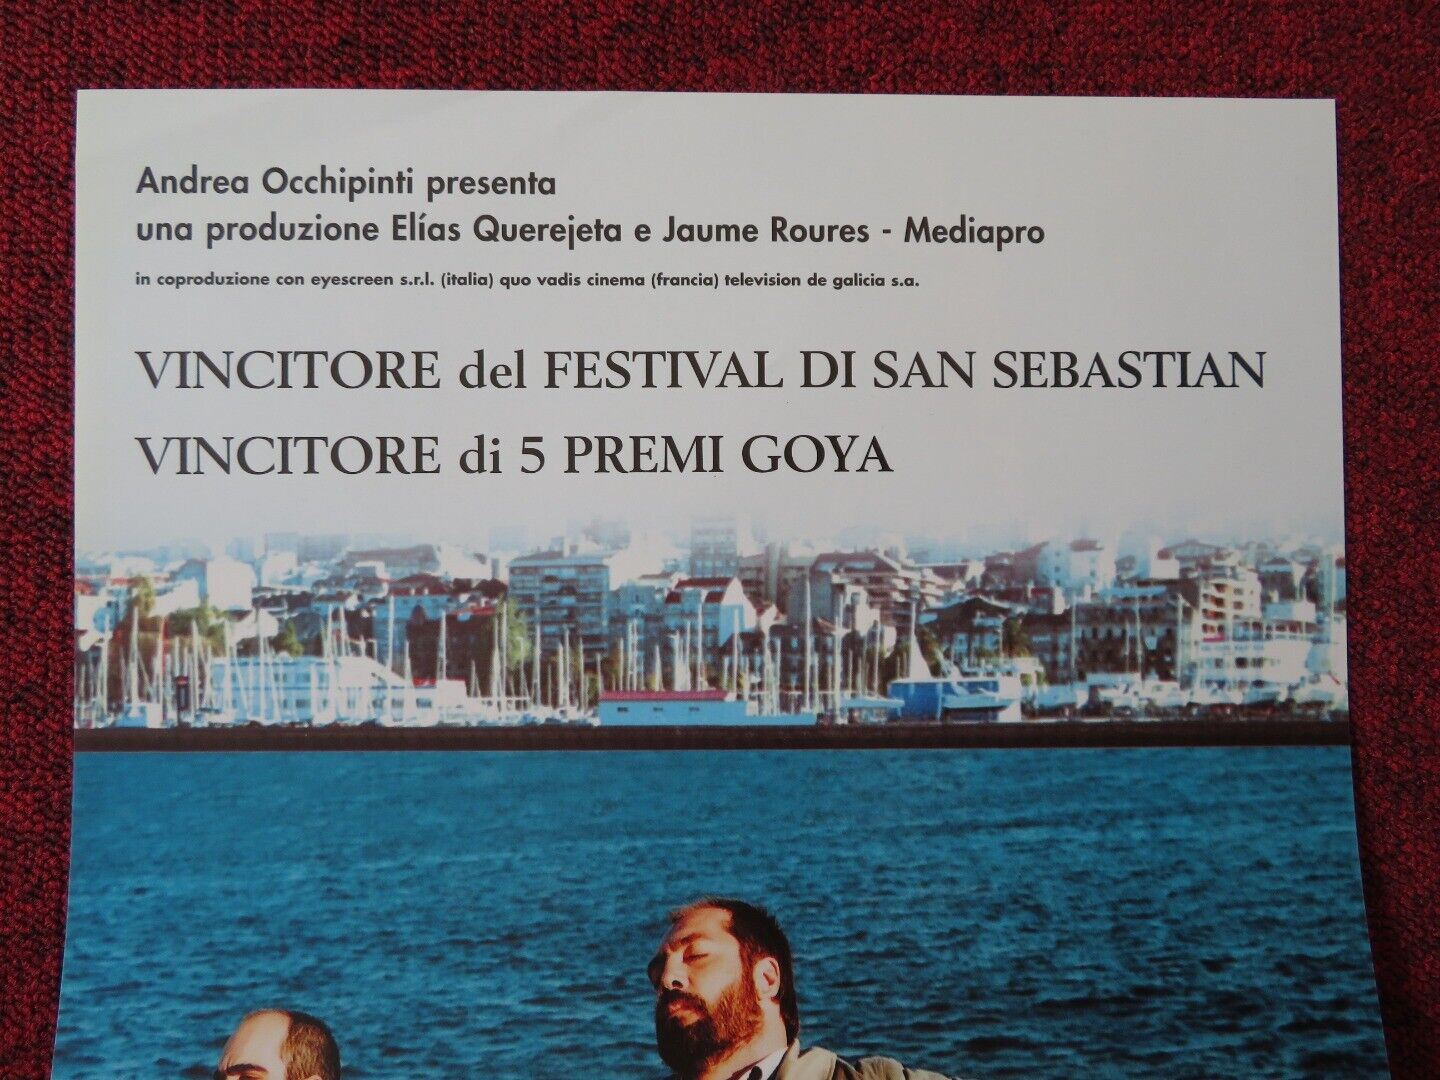 Andrea Occhipinti presenta
una produzione Elías Querejeta e Jaume Roures - Mediapro
in coproduzione con eyescreen s.r.l. (italia) quo vadis cinema (francia) television de galicia s.a.
VINCITORE del FESTIVAL DI SAN SEBASTIAN
VINCITORE di 5 PREMI GOYA